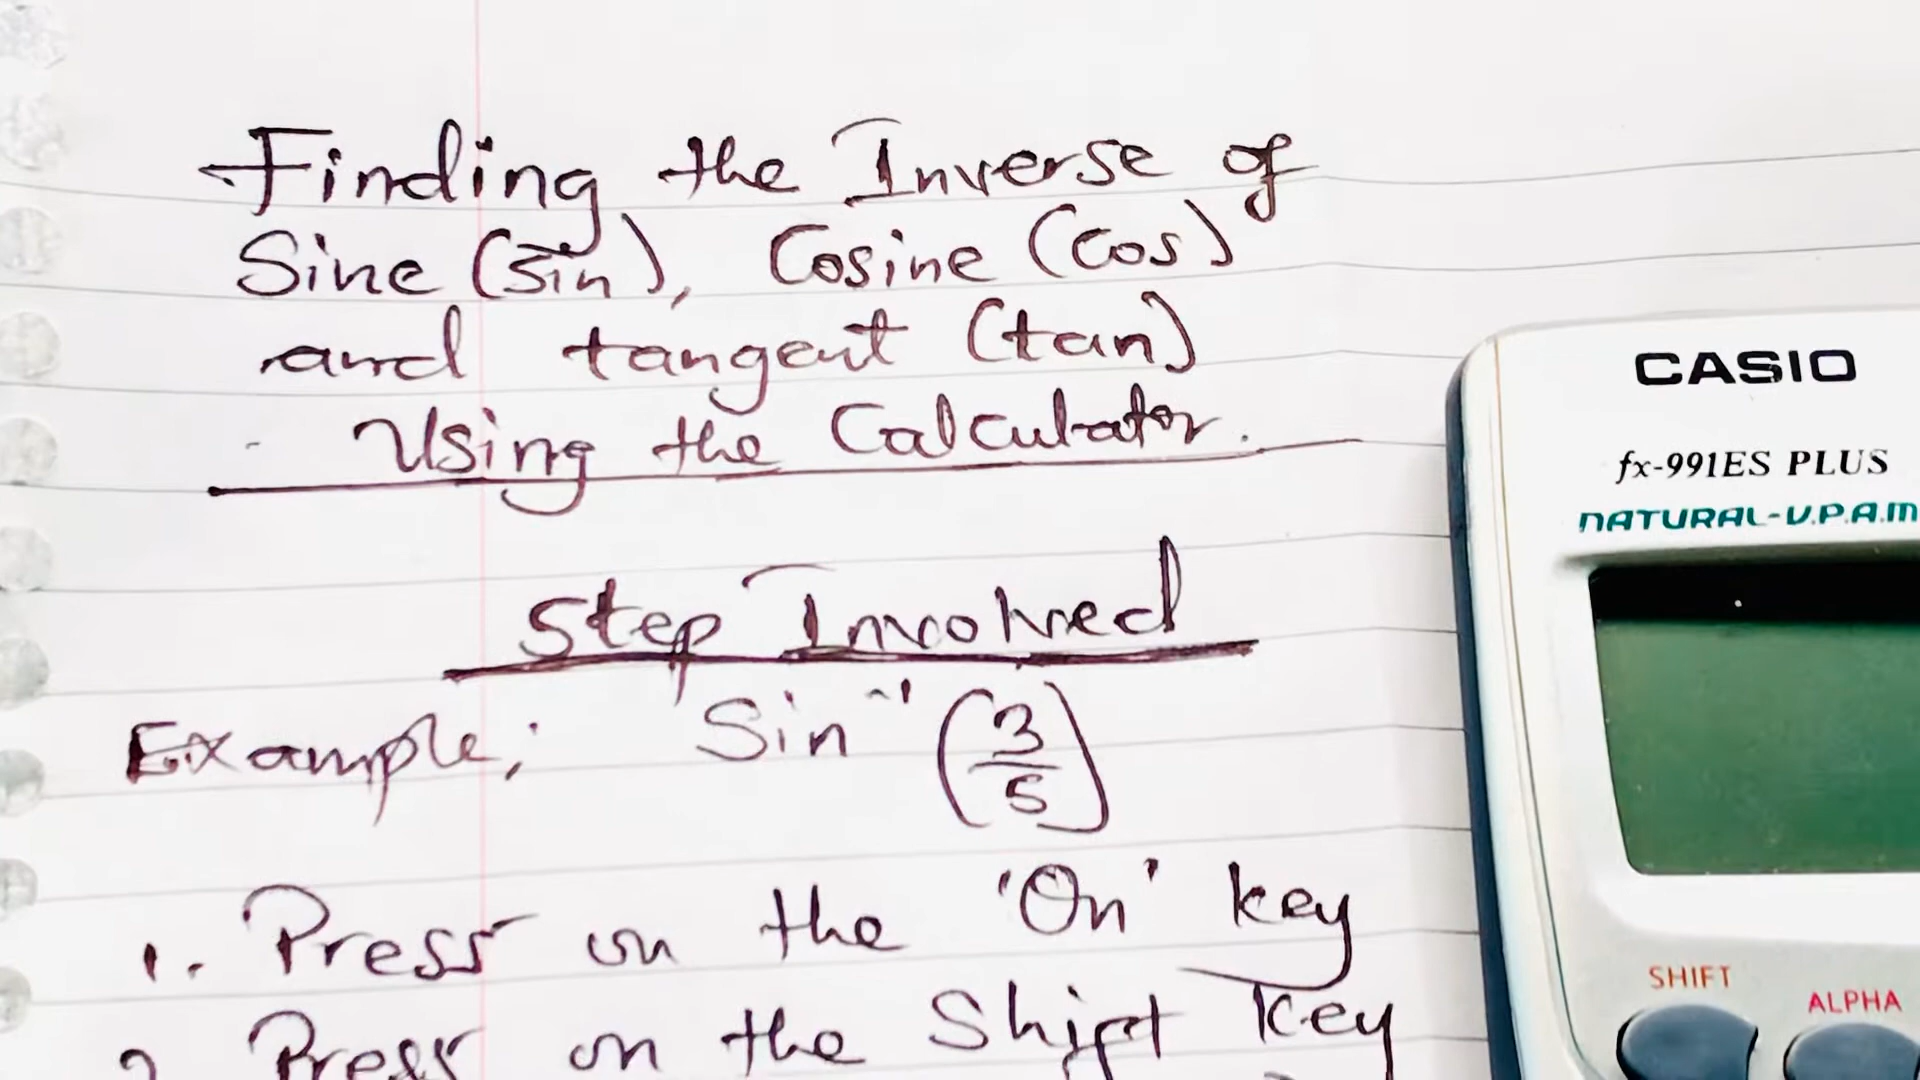 Finding the Inverse of
Sine (sin), Cosine (cos)
and tangent (tan)
Using the Calculator.
Step Involved
Example; Sin⁻¹ (3/5)
1. Press on the 'On' key
2. Press on the Shift key
CASIO
fx-991ES PLUS
NATURAL-V.P.A.M
SHIFT
ALPHA